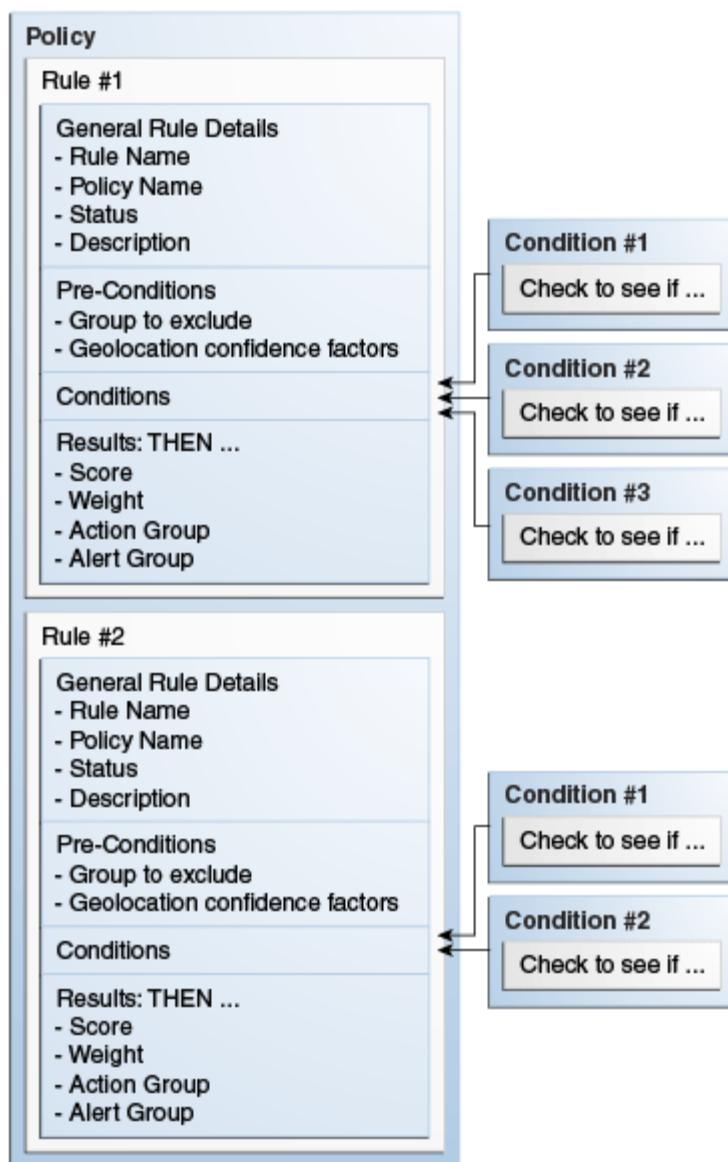 Policy
Rule #1
General Rule Details
- Rule Name
- Policy Name
- Status
- Description
Pre-Conditions
- Group to exclude
- Geolocation confidence factors
Conditions
Results: THEN ...
- Score
- Weight
- Action Group
- Alert Group
Condition #1
Check to see if ...
Condition #2
Check to see if ...
Condition #3
Check to see if ...
Rule #2
General Rule Details
- Rule Name
- Policy Name
- Status
- Description
Pre-Conditions
- Group to exclude
- Geolocation confidence factors
Conditions
Results: THEN ...
- Score
- Weight
- Action Group
- Alert Group
Condition #1
Check to see if ...
Condition #2
Check to see if ...